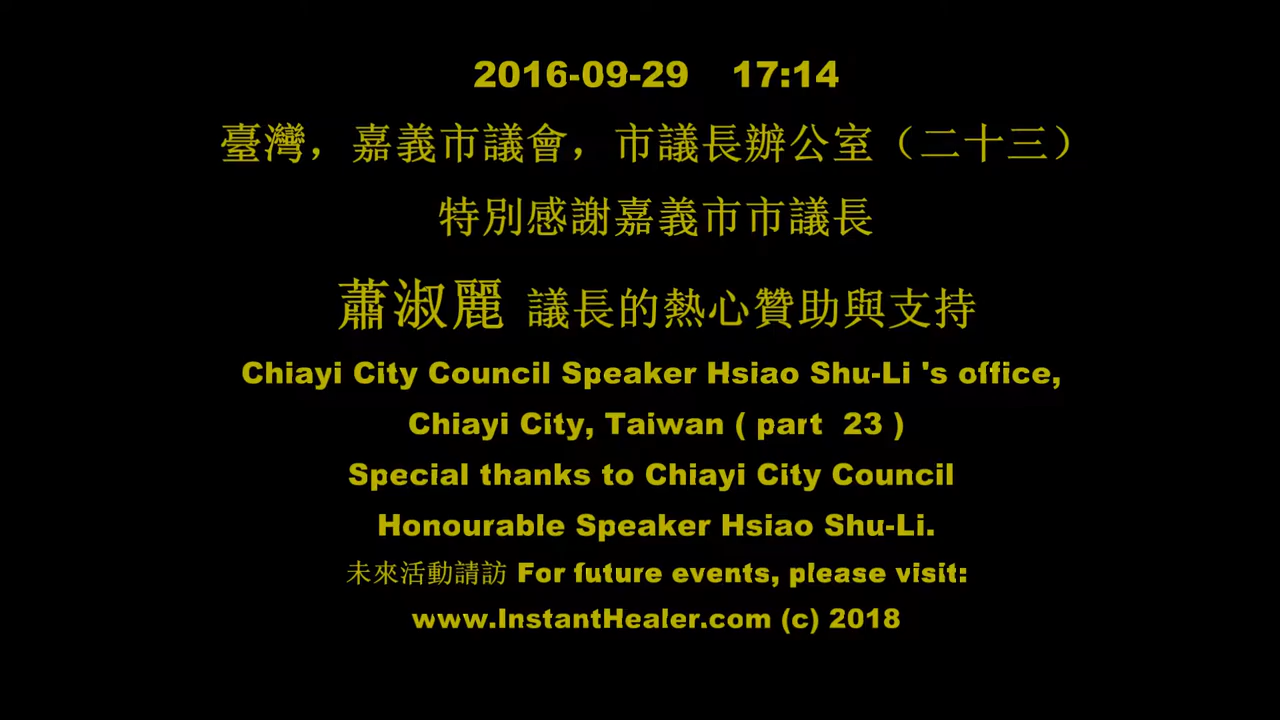 2016-09-29 17:14
臺灣，嘉義市議會，市議長辦公室（二十三）
特別感謝嘉義市市議長
蕭淑麗 議長的熱心贊助與支持
Chiayi City Council Speaker Hsiao Shu-Li 's office,
Chiayi City, Taiwan ( part 23 )
Special thanks to Chiayi City Council
Honourable Speaker Hsiao Shu-Li.
未來活動請訪 For future events, please visit:
www.InstantHealer.com (c) 2018